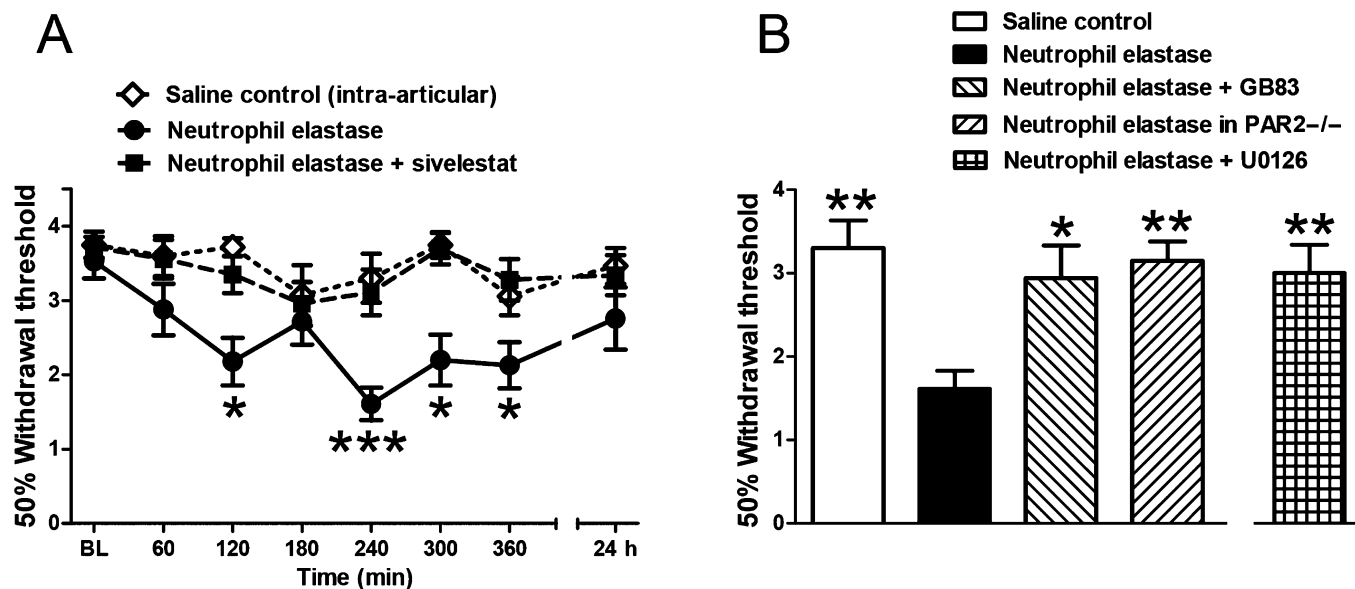 A
Saline control (intra-articular)
Neutrophil elastase
Neutrophil elastase + sivelestat
50% Withdrawal threshold
4
3
2
1
0
*
***
*
*
BL 60 120 180 240 300 360 24 h
Time (min)
B
Saline control
Neutrophil elastase
Neutrophil elastase + GB83
Neutrophil elastase in PAR2−/−
Neutrophil elastase + U0126
50% Withdrawal threshold
4
3
2
1
0
**
*
**
**